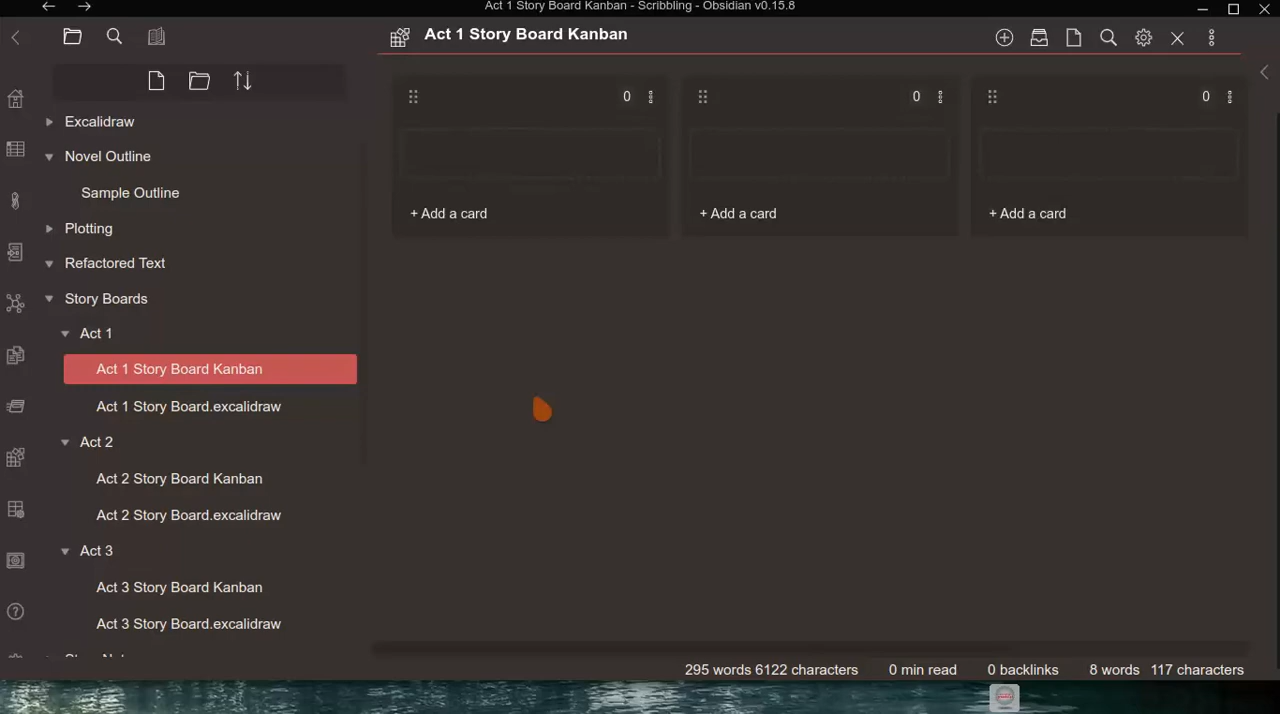 Act 1 Story Board Kanban - Scribbling - Obsidian v0.15.8
Act 1 Story Board Kanban
Excalidraw
Novel Outline
Sample Outline
Plotting
Refactored Text
Story Boards
Act 1
Act 1 Story Board Kanban
Act 1 Story Board.excalidraw
Act 2
Act 2 Story Board Kanban
Act 2 Story Board.excalidraw
Act 3
Act 3 Story Board Kanban
Act 3 Story Board.excalidraw
0
+ Add a card
0
+ Add a card
0
+ Add a card
295 words 6122 characters 0 min read 0 backlinks 8 words 117 characters